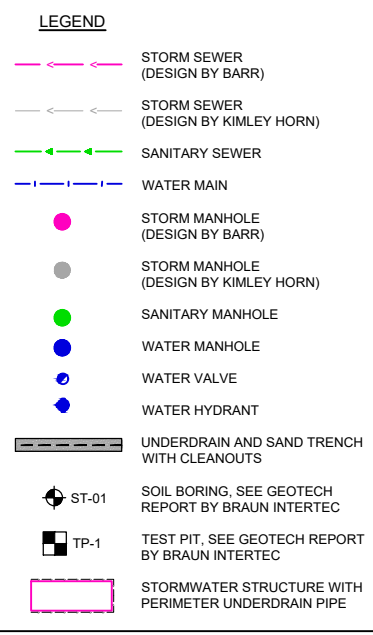 LEGEND
STORM SEWER
(DESIGN BY BARR)
STORM SEWER
(DESIGN BY KIMLEY HORN)
SANITARY SEWER
WATER MAIN
STORM MANHOLE
(DESIGN BY BARR)
STORM MANHOLE
(DESIGN BY KIMLEY HORN)
SANITARY MANHOLE
WATER MANHOLE
WATER VALVE
WATER HYDRANT
UNDERDRAIN AND SAND TRENCH
WITH CLEANOUTS
ST-01
SOIL BORING, SEE GEOTECH
REPORT BY BRAUN INTERTEC
TP-1
TEST PIT, SEE GEOTECH REPORT
BY BRAUN INTERTEC
STORMWATER STRUCTURE WITH
PERIMETER UNDERDRAIN PIPE